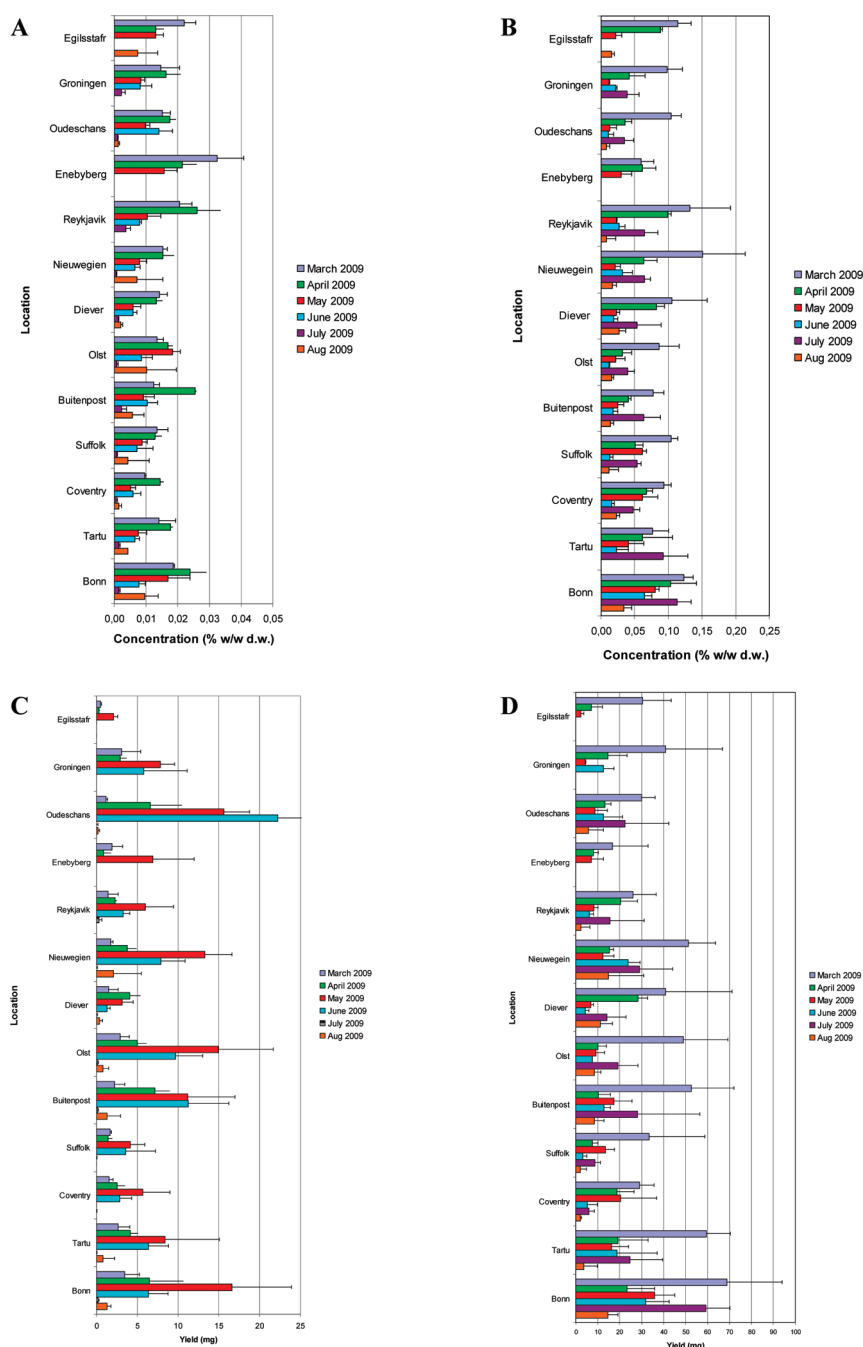 A
Egilsstafr
Groningen
Oudeschans
Enebyberg
Reykjavik
Nieuwegien
Diever
Olst
Buitenpost
Suffolk
Coventry
Tartu
Bonn
Location
March 2009
April 2009
May 2009
June 2009
July 2009
Aug 2009
0,00 0,01 0,02 0,03 0,04 0,05
Concentration (% w/w d.w.)
B
Egilsstafr
Groningen
Oudeschans
Enebyberg
Reykjavik
Nieuwegein
Diever
Olst
Buitenpost
Suffolk
Coventry
Tartu
Bonn
Location
March 2009
April 2009
May 2009
June 2009
July 2009
Aug 2009
0,00 0,05 0,10 0,15 0,20 0,25
Concentration (% w/w d.w.)
C
Egilsstafr
Groningen
Oudeschans
Enebyberg
Reykjavik
Nieuwegien
Diever
Olst
Buitenpost
Suffolk
Coventry
Tartu
Bonn
Location
March 2009
April 2009
May 2009
June 2009
July 2009
Aug 2009
0 5 10 15 20 25
Yield (mg)
D
Egilsstafr
Groningen
Oudeschans
Enebyberg
Reykjavik
Nieuwegein
Diever
Olst
Buitenpost
Suffolk
Coventry
Tartu
Bonn
Location
March 2009
April 2009
May 2009
June 2009
July 2009
Aug 2009
0 10 20 30 40 50 60 70 80 90 100
Yield (mg)